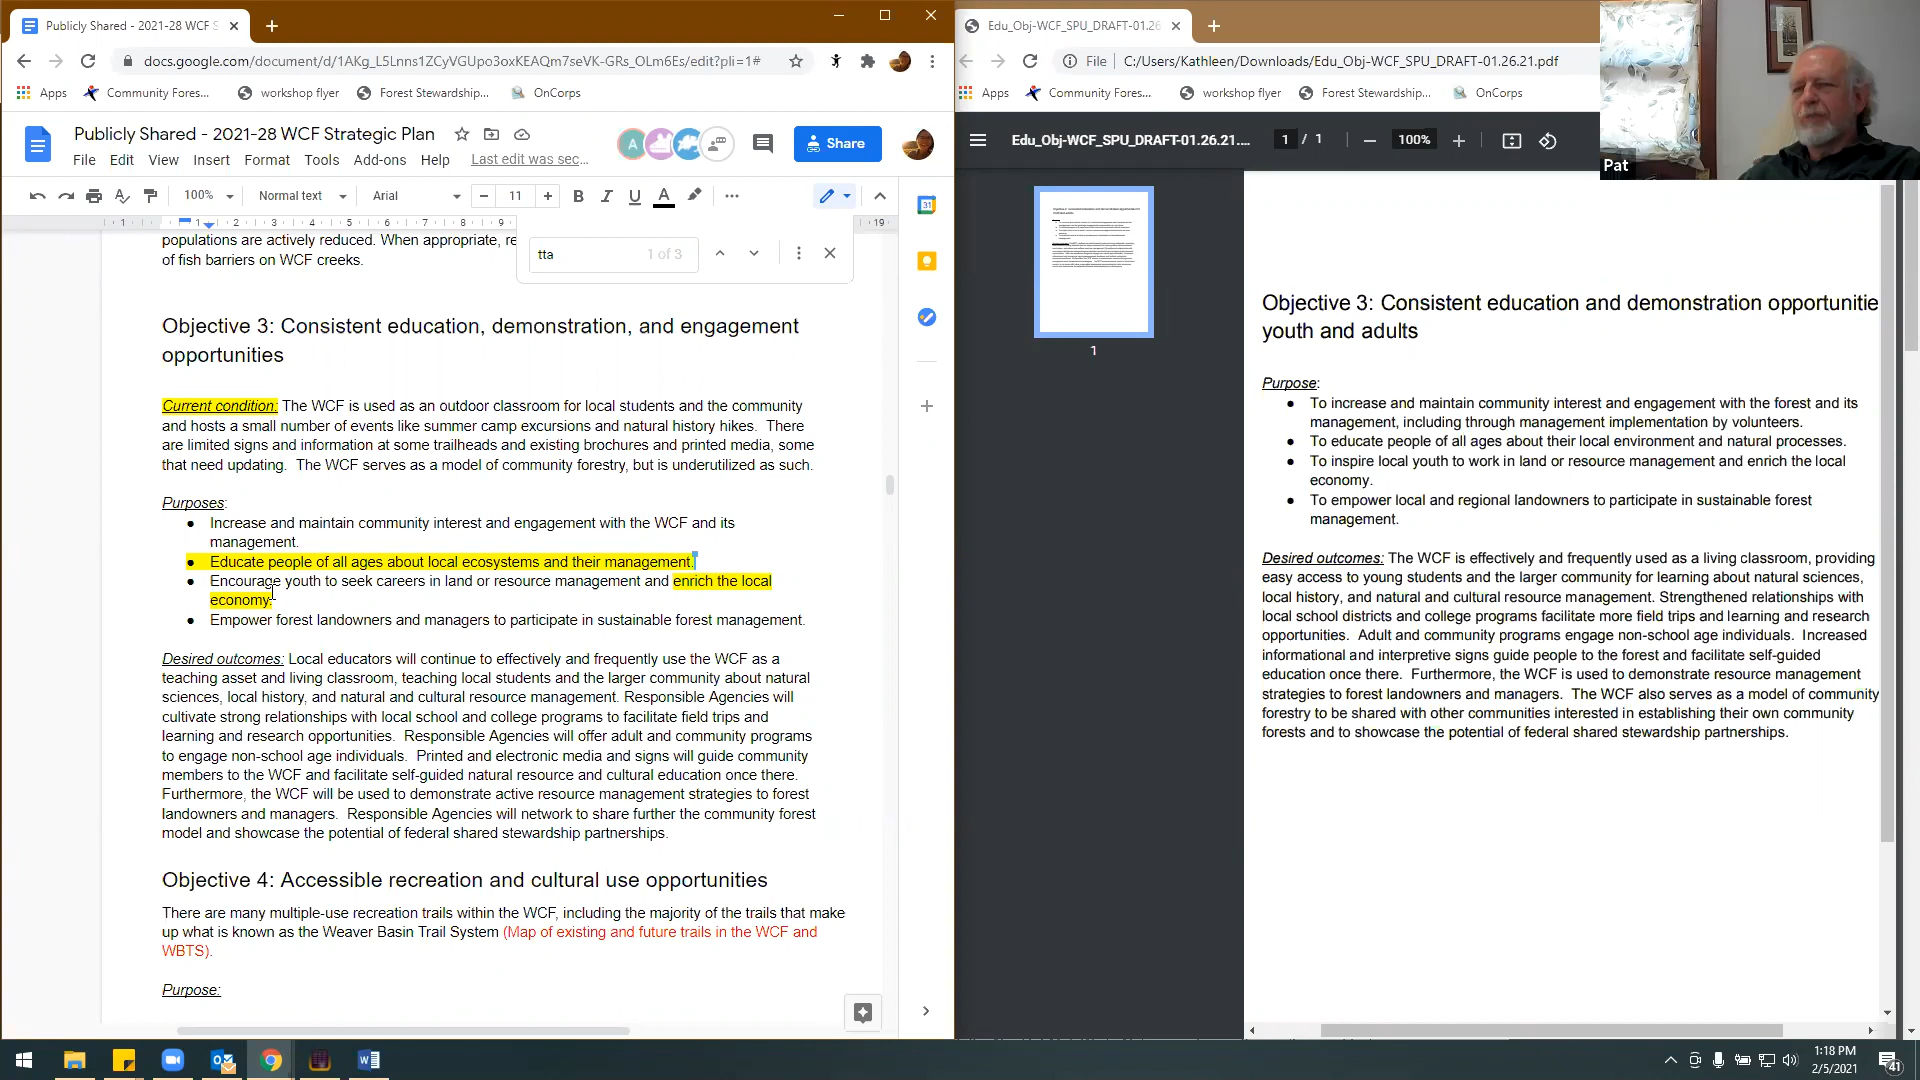 Publicly Shared - 2021-28 WCF S
docs.google.com/document/d/1AKg_L5Lnns1ZCyVGUpo3oxKEAQm7seVK-GRs_OLm6Es/edit?pli=1#
Apps Community Fores... workshop flyer Forest Stewardship... OnCorps
Publicly Shared - 2021-28 WCF Strategic Plan
A
Share
File Edit View Insert Format Tools Add-ons Help Last edit was sec...
100% Normal text Arial 11 B I U A
1 1 2 3 4 5 6 7 8 9 19
tta 1 of 3
31
populations are actively reduced. When appropriate, re
of fish barriers on WCF creeks.
Objective 3: Consistent education, demonstration, and engagement
opportunities
Current condition: The WCF is used as an outdoor classroom for local students and the community
and hosts a small number of events like summer camp excursions and natural history hikes. There
are limited signs and information at some trailheads and existing brochures and printed media, some
that need updating. The WCF serves as a model of community forestry, but is underutilized as such.
Purposes:
● Increase and maintain community interest and engagement with the WCF and its
management.
● Educate people of all ages about local ecosystems and their management.
● Encourage youth to seek careers in land or resource management and enrich the local
economy.
● Empower forest landowners and managers to participate in sustainable forest management.
Desired outcomes: Local educators will continue to effectively and frequently use the WCF as a
teaching asset and living classroom, teaching local students and the larger community about natural
sciences, local history, and natural and cultural resource management. Responsible Agencies will
cultivate strong relationships with local school and college programs to facilitate field trips and
learning and research opportunities. Responsible Agencies will offer adult and community programs
to engage non-school age individuals. Printed and electronic media and signs will guide community
members to the WCF and facilitate self-guided natural resource and cultural education once there.
Furthermore, the WCF will be used to demonstrate active resource management strategies to forest
landowners and managers. Responsible Agencies will network to share further the community forest
model and showcase the potential of federal shared stewardship partnerships.
Objective 4: Accessible recreation and cultural use opportunities
There are many multiple-use recreation trails within the WCF, including the majority of the trails that make
up what is known as the Weaver Basin Trail System (Map of existing and future trails in the WCF and
WBTS).
Purpose:
Edu_Obj-WCF_SPU_DRAFT-01.26
File C:/Users/Kathleen/Downloads/Edu_Obj-WCF_SPU_DRAFT-01.26.21.pdf
Apps Community Fores... workshop flyer Forest Stewardship... OnCorps
Edu_Obj-WCF_SPU_DRAFT-01.26.21.... 1 / 1 100%
Pat
1
Objective 3: Consistent education and demonstration opportunitie
youth and adults
Purpose:
● To increase and maintain community interest and engagement with the forest and its
management, including through management implementation by volunteers.
● To educate people of all ages about their local environment and natural processes.
● To inspire local youth to work in land or resource management and enrich the local
economy.
● To empower local and regional landowners to participate in sustainable forest
management.
Desired outcomes: The WCF is effectively and frequently used as a living classroom, providing
easy access to young students and the larger community for learning about natural sciences,
local history, and natural and cultural resource management. Strengthened relationships with
local school districts and college programs facilitate more field trips and learning and research
opportunities. Adult and community programs engage non-school age individuals. Increased
informational and interpretive signs guide people to the forest and facilitate self-guided
education once there. Furthermore, the WCF is used to demonstrate resource management
strategies to forest landowners and managers. The WCF also serves as a model of community
forestry to be shared with other communities interested in establishing their own community
forests and to showcase the potential of federal shared stewardship partnerships.
1:18 PM
2/5/2021
41